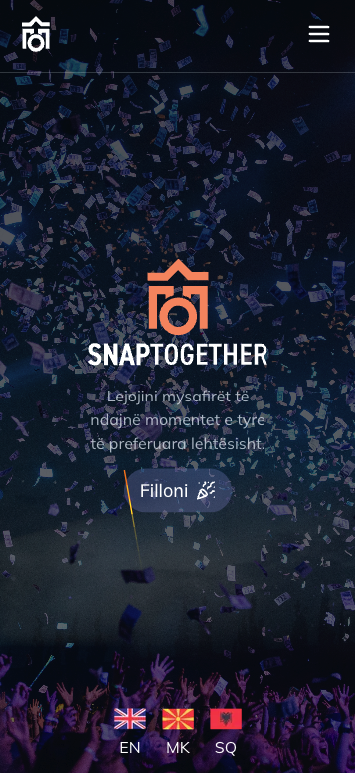 SNAPTOGETHER
Lejojini mysafirët të
ndajnë momentet e tyre
të preferuara lehtësisht.
Filloni
EN MK SQ